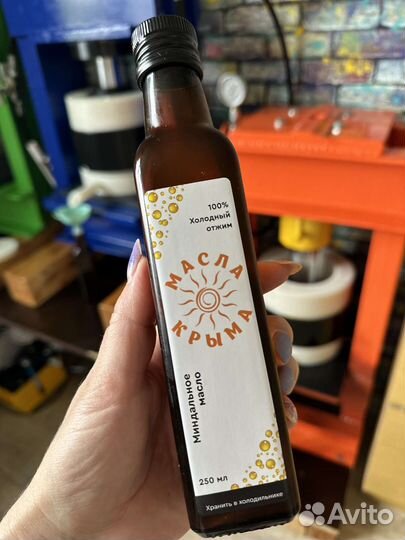 100%
Холодный
отжим
МАСЛА
КРЫМА
Миндальное
масло
250 мл
Хранить в холодильнике
Avito